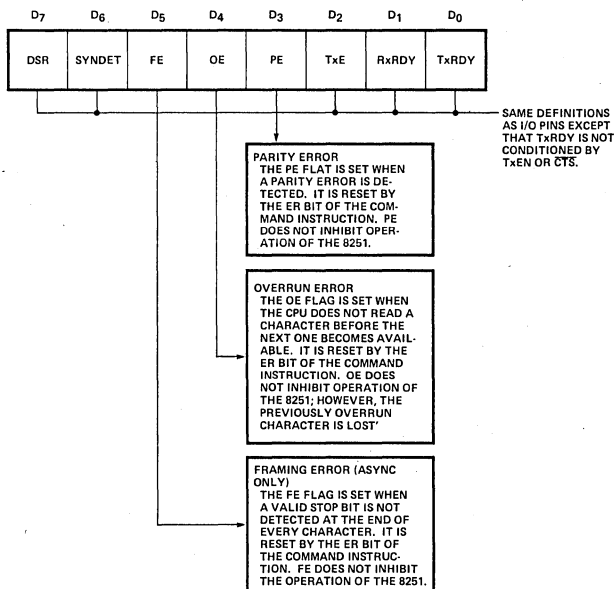 D7 D6 D5 D4 D3 D2 D1 D0
DSR SYNDET FE OE PE TxE RxRDY TxRDY
SAME DEFINITIONS
AS I/O PINS EXCEPT
THAT TxRDY IS NOT
CONDITIONED BY
TxEN OR C̅T̅S̅.
PARITY ERROR
THE PE FLAT IS SET WHEN
A PARITY ERROR IS DE-
TECTED. IT IS RESET BY
THE ER BIT OF THE COM-
MAND INSTRUCTION. PE
DOES NOT INHIBIT OPER-
ATION OF THE 8251.
OVERRUN ERROR
THE OE FLAG IS SET WHEN
THE CPU DOES NOT READ A
CHARACTER BEFORE THE
NEXT ONE BECOMES AVAIL-
ABLE. IT IS RESET BY THE
ER BIT OF THE COMMAND
INSTRUCTION. OE DOES
NOT INHIBIT OPERATION OF
THE 8251; HOWEVER, THE
PREVIOUSLY OVERRUN
CHARACTER IS LOST'
FRAMING ERROR (ASYNC
ONLY)
THE FE FLAG IS SET WHEN
A VALID STOP BIT IS NOT
DETECTED AT THE END OF
EVERY CHARACTER. IT IS
RESET BY THE ER BIT OF
THE COMMAND INSTRUC-
TION. FE DOES NOT INHIBIT
THE OPERATION OF THE 8251.